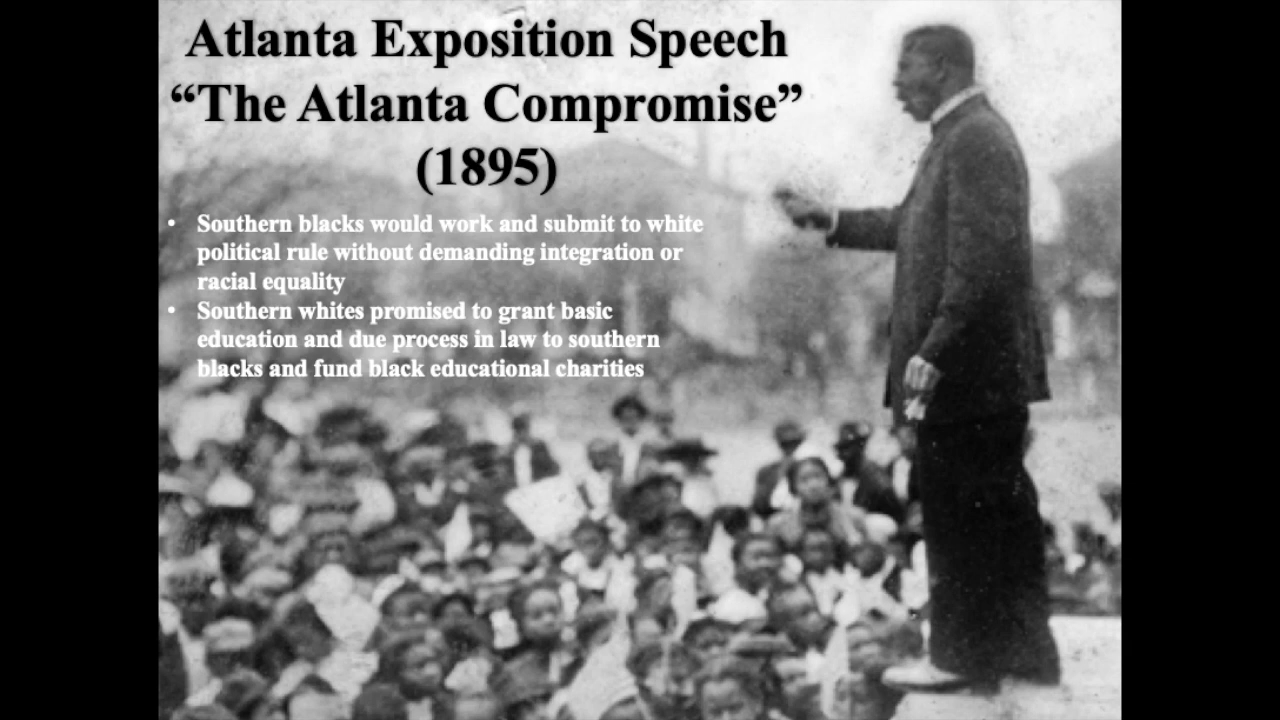 Atlanta Exposition Speech
“The Atlanta Compromise”
(1895)
• Southern blacks would work and submit to white
political rule without demanding integration or
racial equality
• Southern whites promised to grant basic
education and due process in law to southern
blacks and fund black educational charities